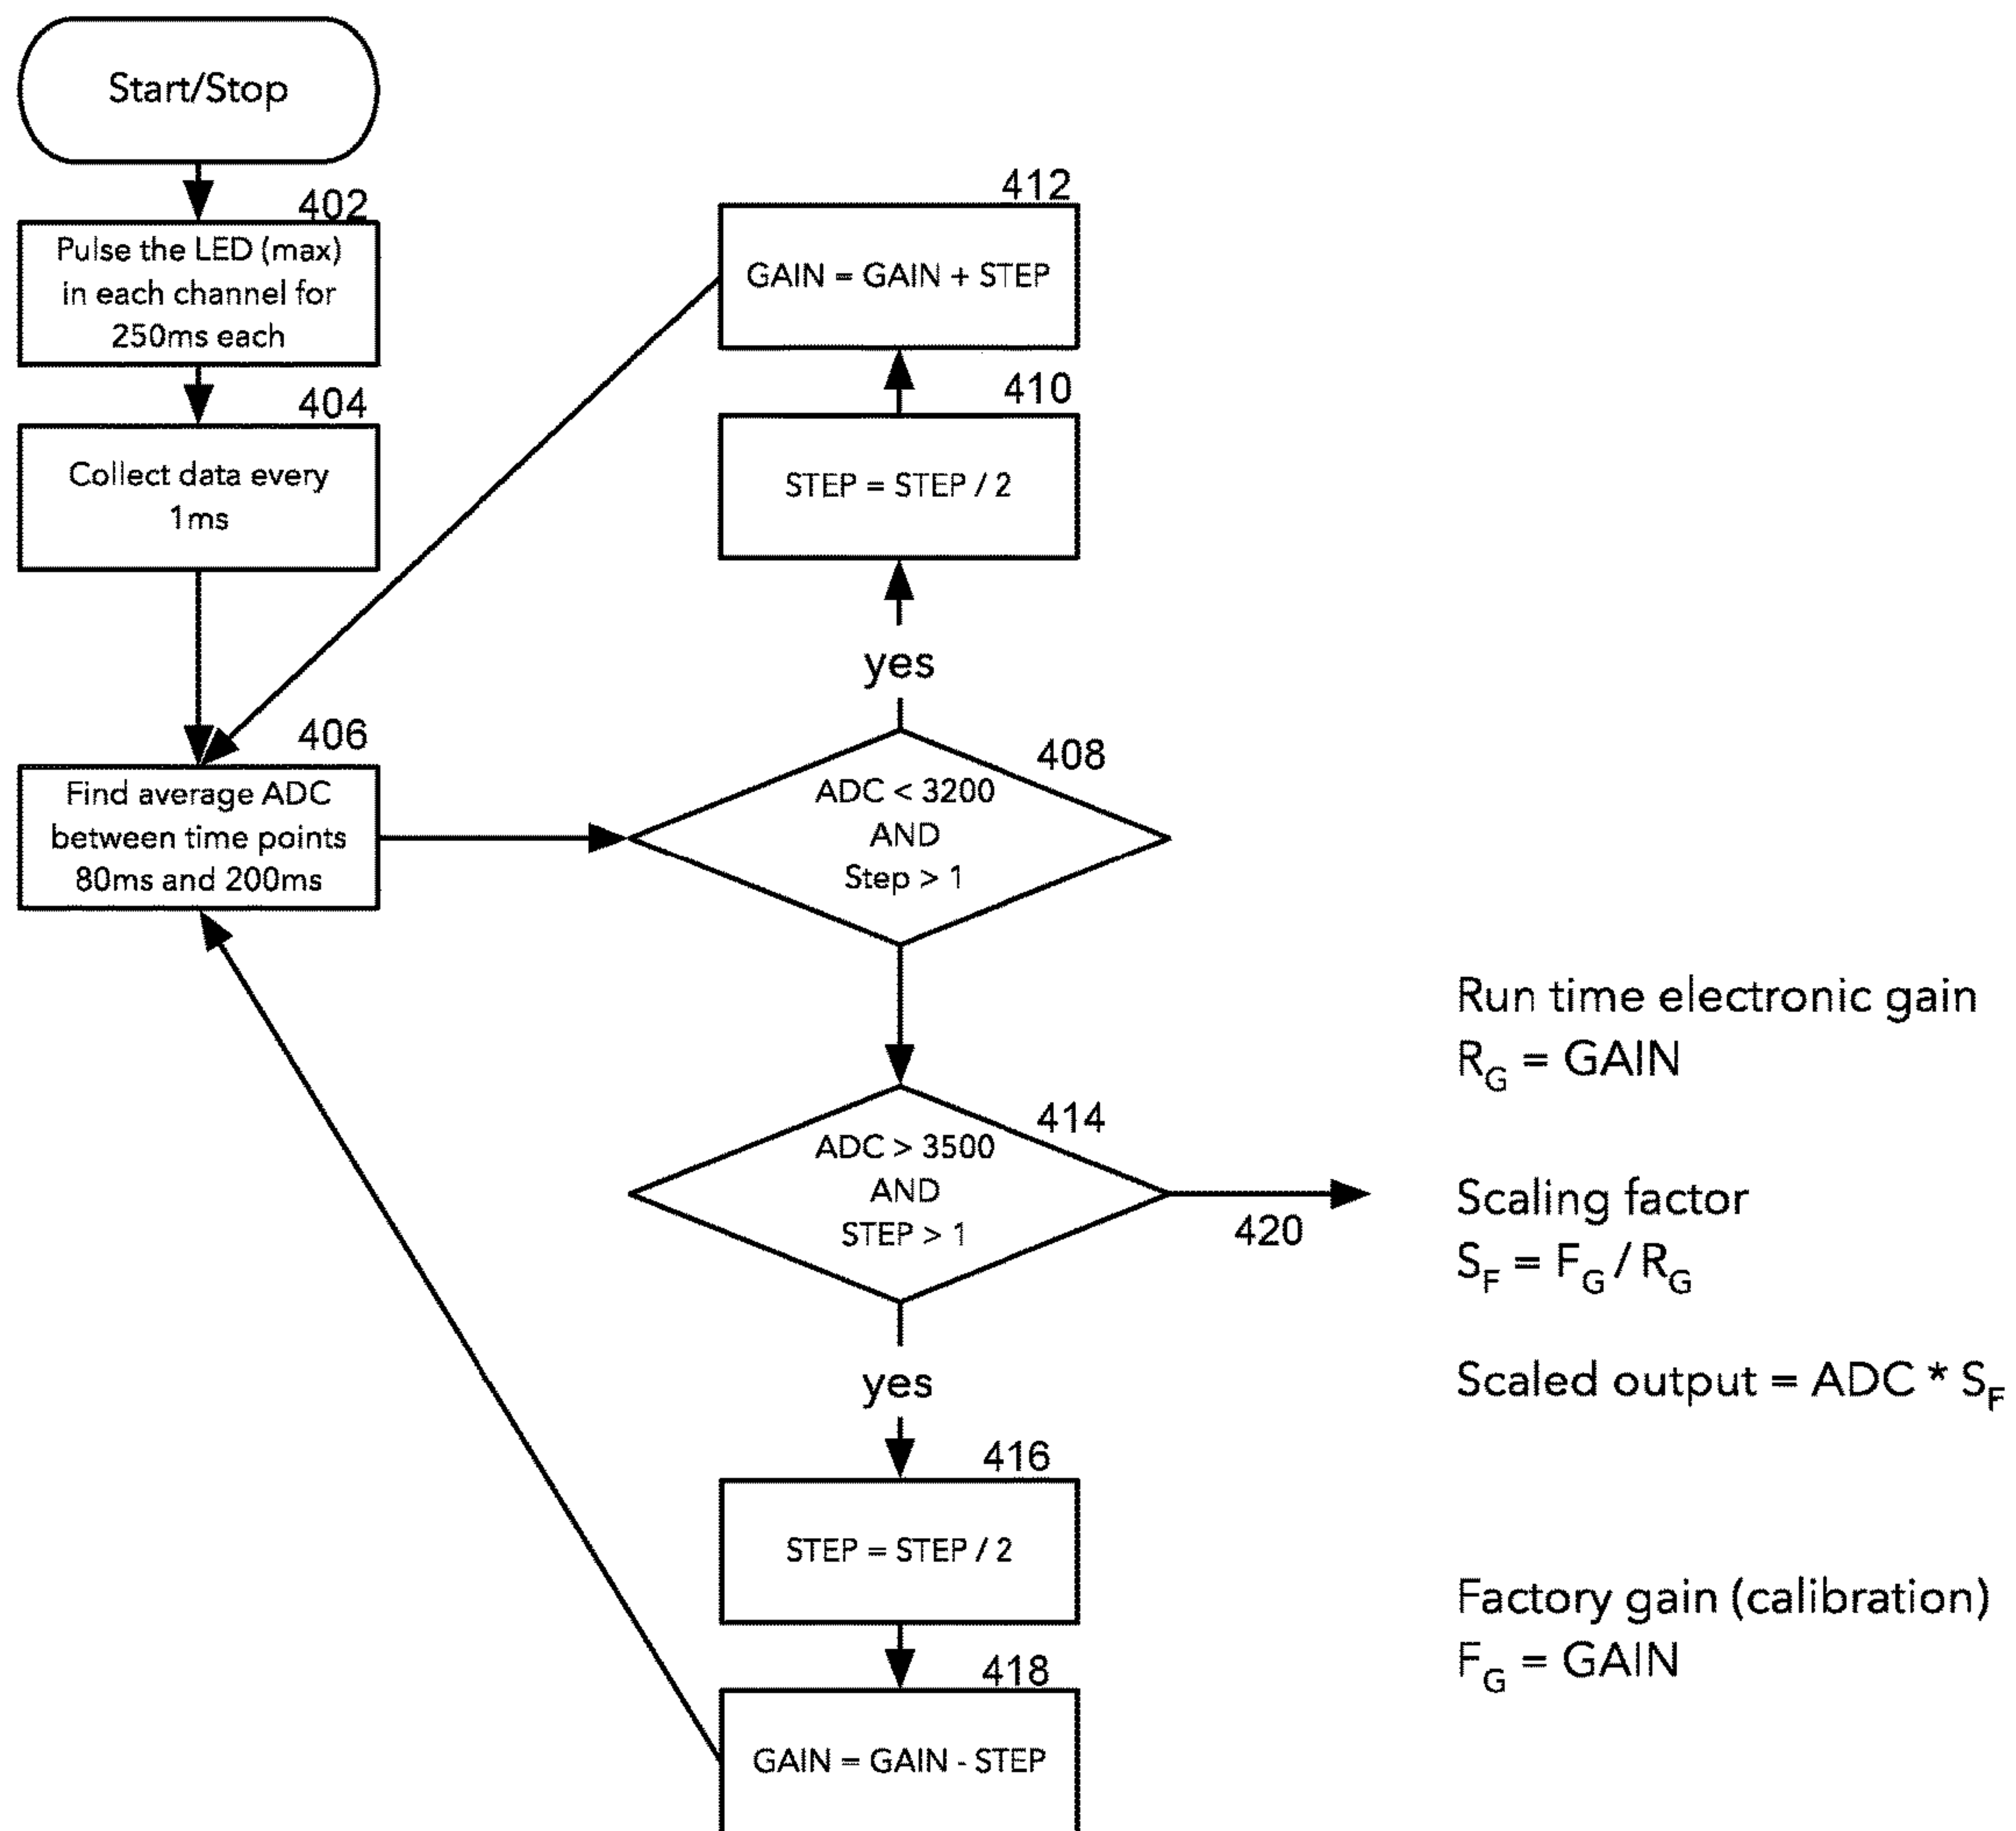 Start/Stop
402
Pulse the LED (max)
in each channel for
250ms each
404
Collect data every
1ms
406
Find average ADC
between time points
80ms and 200ms
412
GAIN = GAIN + STEP
410
STEP = STEP / 2
yes
408
ADC < 3200
AND
Step > 1
414
ADC > 3500
AND
STEP > 1
420
yes
416
STEP = STEP / 2
418
GAIN = GAIN - STEP
Run time electronic gain
R_G = GAIN
Scaling factor
S_F = F_G / R_G
Scaled output = ADC * S_F
Factory gain (calibration)
F_G = GAIN